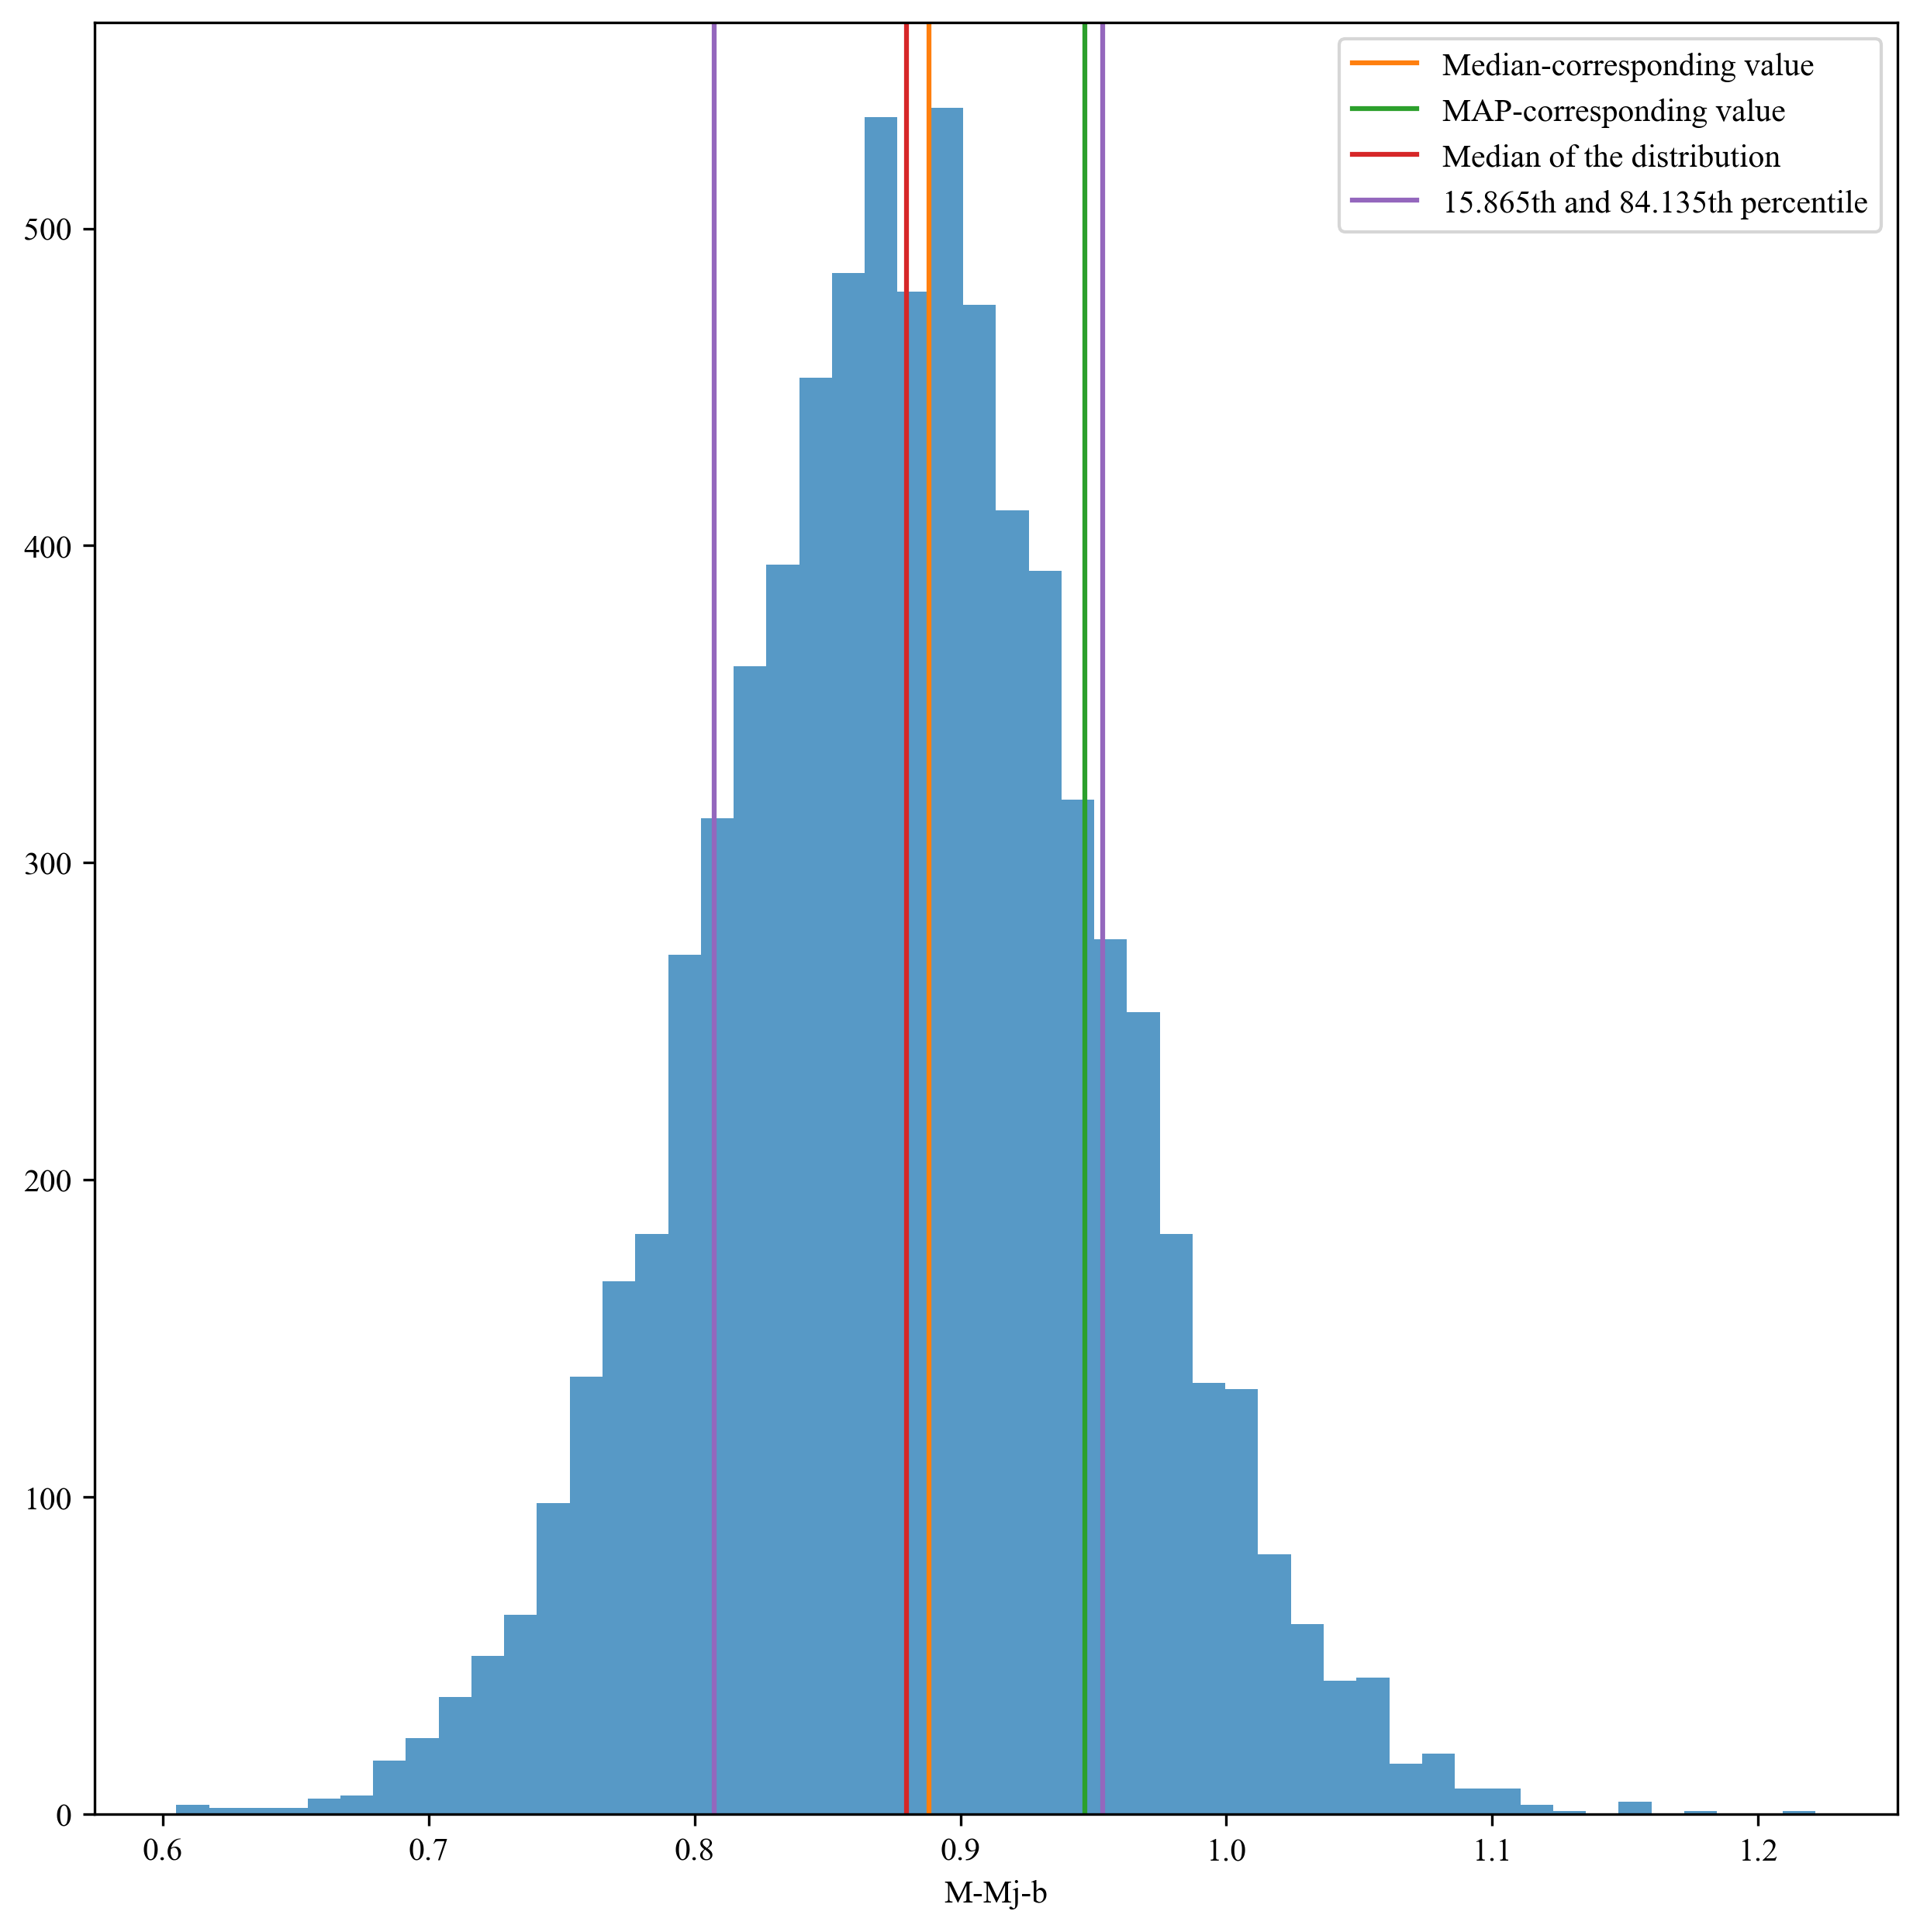 Median-corresponding value
MAP-corresponding value
Median of the distribution
15.865th and 84.135th percentile
500
400
300
200
100
0
0.6 0.7 0.8 0.9 1.0 1.1 1.2
M-Mj-b